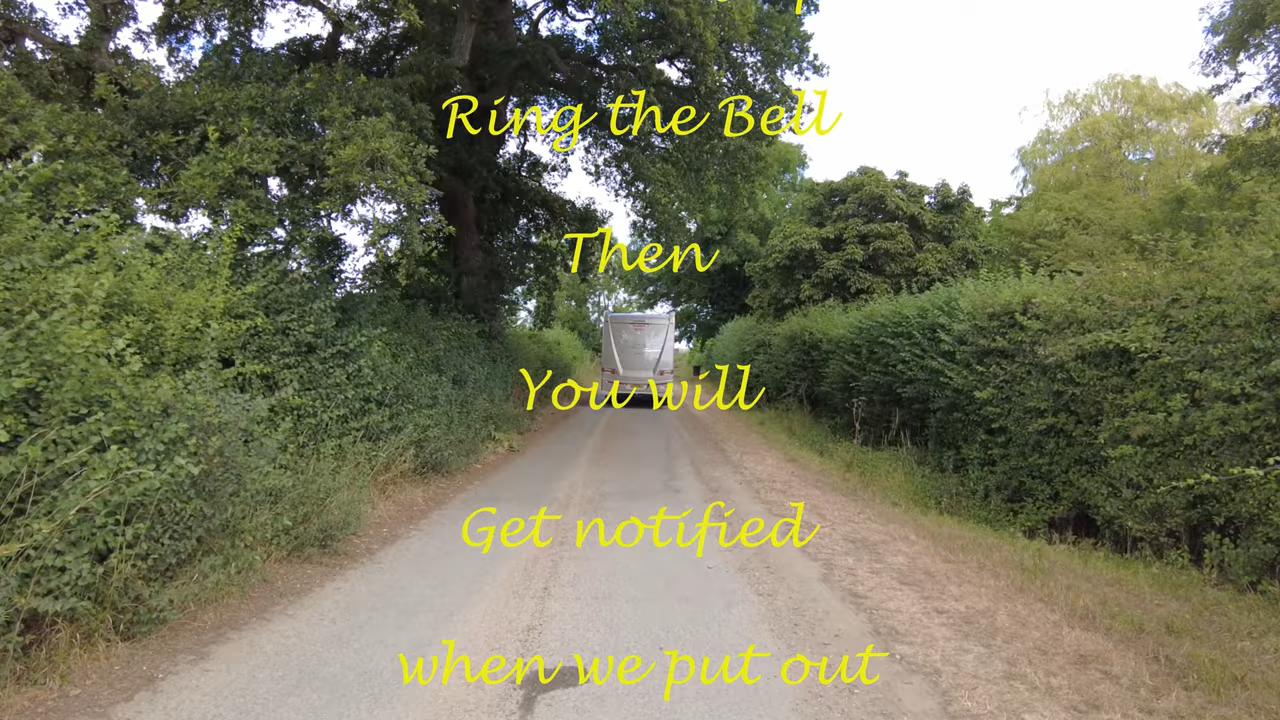 Ring the Bell
Then
You will
Get notified
when we put out